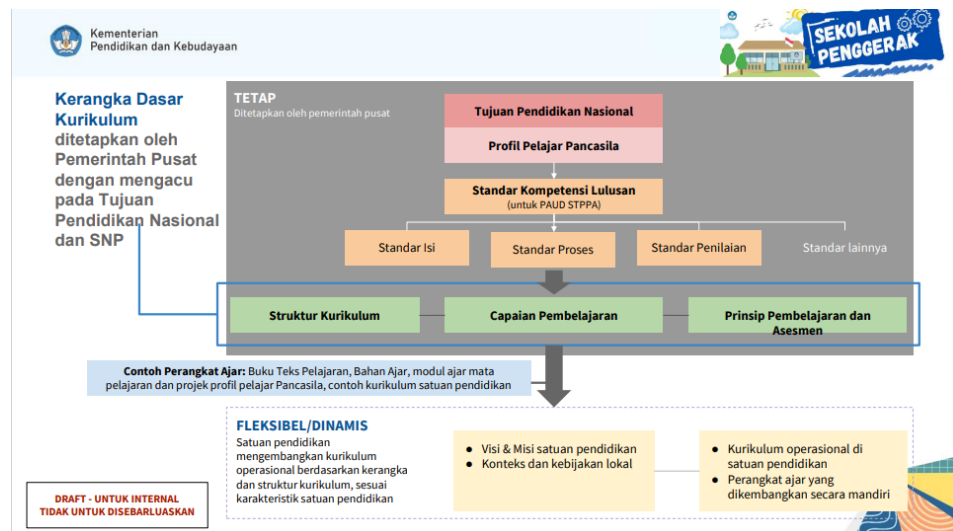 Kementerian
Pendidikan dan Kebudayaan
SEKOLAH
PENGGERAK
Kerangka Dasar
Kurikulum
ditetapkan oleh
Pemerintah Pusat
dengan mengacu
pada Tujuan
Pendidikan Nasional
dan SNP
TETAP
Ditetapkan oleh pemerintah pusat
Tujuan Pendidikan Nasional
Profil Pelajar Pancasila
Standar Kompetensi Lulusan
(untuk PAUD STPPA)
Standar Isi
Standar Proses
Standar Penilaian
Standar lainnya
Struktur Kurikulum
Capaian Pembelajaran
Prinsip Pembelajaran dan
Asesmen
Contoh Perangkat Ajar: Buku Teks Pelajaran, Bahan Ajar, modul ajar mata
pelajaran dan projek profil pelajar Pancasila, contoh kurikulum satuan pendidikan
FLEKSIBEL/DINAMIS
Satuan pendidikan
mengembangkan kurikulum
operasional berdasarkan kerangka
dan struktur kurikulum, sesuai
karakteristik satuan pendidikan
● Visi & Misi satuan pendidikan
● Konteks dan kebijakan lokal
● Kurikulum operasional di
satuan pendidikan
● Perangkat ajar yang
dikembangkan secara mandiri
DRAFT - UNTUK INTERNAL
TIDAK UNTUK DISEBARLUASKAN